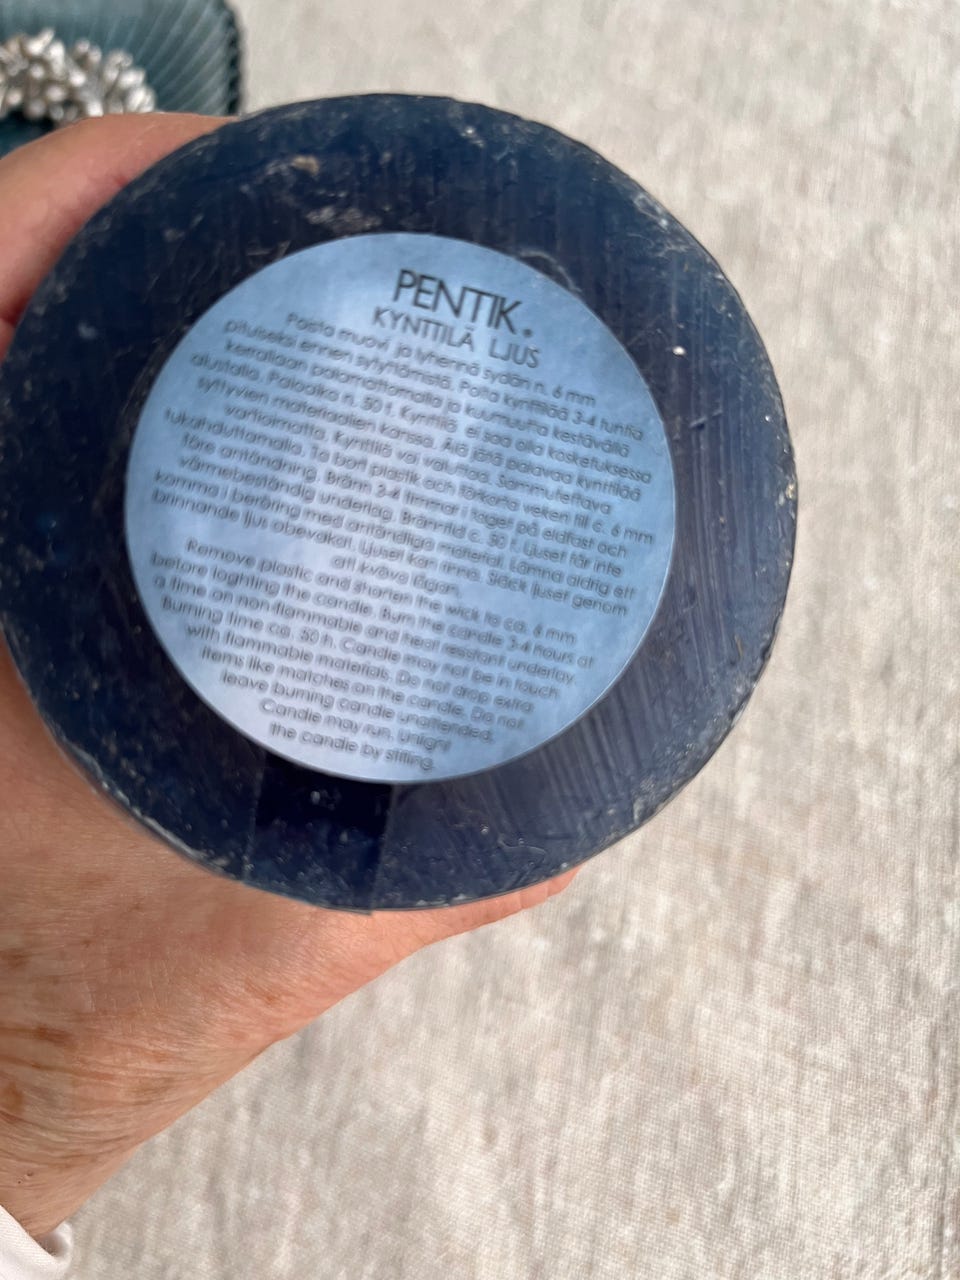 PENTIK.
KYNTTILÄ LJUS
Poista muovi ja lyhennä sydän n. 6 mm
pituiseksi ennen sytyttämistä. Polta kynttilää 3-4 tuntia
kerrallaan palamattomalla ja kuumuutta kestävällä
alustalla. Paloaika n. 50 t. Kynttilä ei saa olla kosketuksessa
syttyvien materiaalien kanssa. Älä jätä palavaa kynttilää
vartioimatta. Kynttilä voi valuttaa. Sammutettava
tukahduttamalla. Ta bort plastik och förkorta veken till c. 6 mm
före antändning. Bränn 3-4 timmar i taget på eldfast och
värmebeständig underlag. Bränntid c. 50 t. Ljuset får inte
komma i beröring med antändliga material. Lämna aldrig ett
brinnande ljus obevakat. Ljuset kan rinna. Släck ljuset genom
att kväva lågan.
Remove plastic and shorten the wick to ca. 6 mm
before loghting the candle. Burn the candle 3-4 hours at
a time on non-flammable and heat resistant underlay.
Burning time ca. 50 h. Candle may not be in touch
with flammable materials. Do not drop extra
items like matches on the candle. Do not
leave burning candle unattended.
Candle may run. Unlight
the candle by stifling.